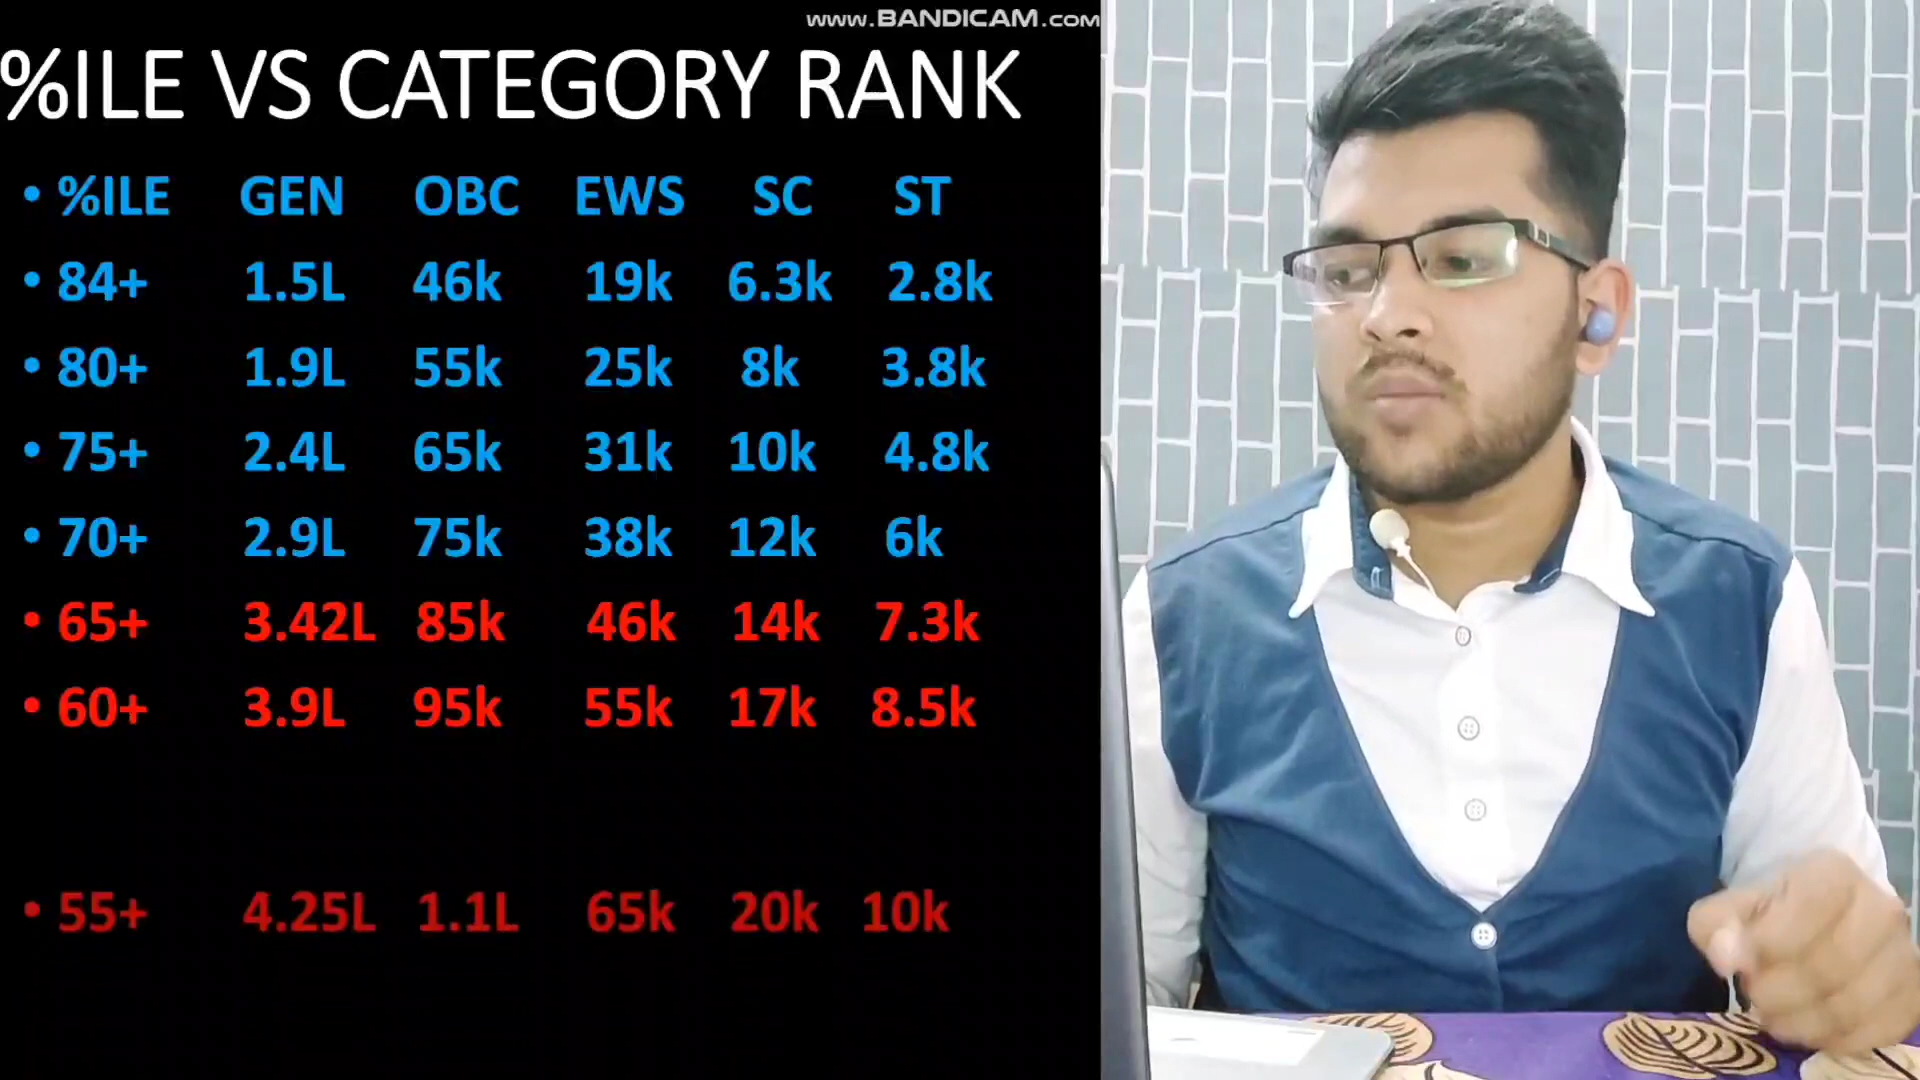 www.BANDICAM.com
%ILE VS CATEGORY RANK
• %ILE GEN OBC EWS SC ST
• 84+ 1.5L 46k 19k 6.3k 2.8k
• 80+ 1.9L 55k 25k 8k 3.8k
• 75+ 2.4L 65k 31k 10k 4.8k
• 70+ 2.9L 75k 38k 12k 6k
• 65+ 3.42L 85k 46k 14k 7.3k
• 60+ 3.9L 95k 55k 17k 8.5k
• 55+ 4.25L 1.1L 65k 20k 10k